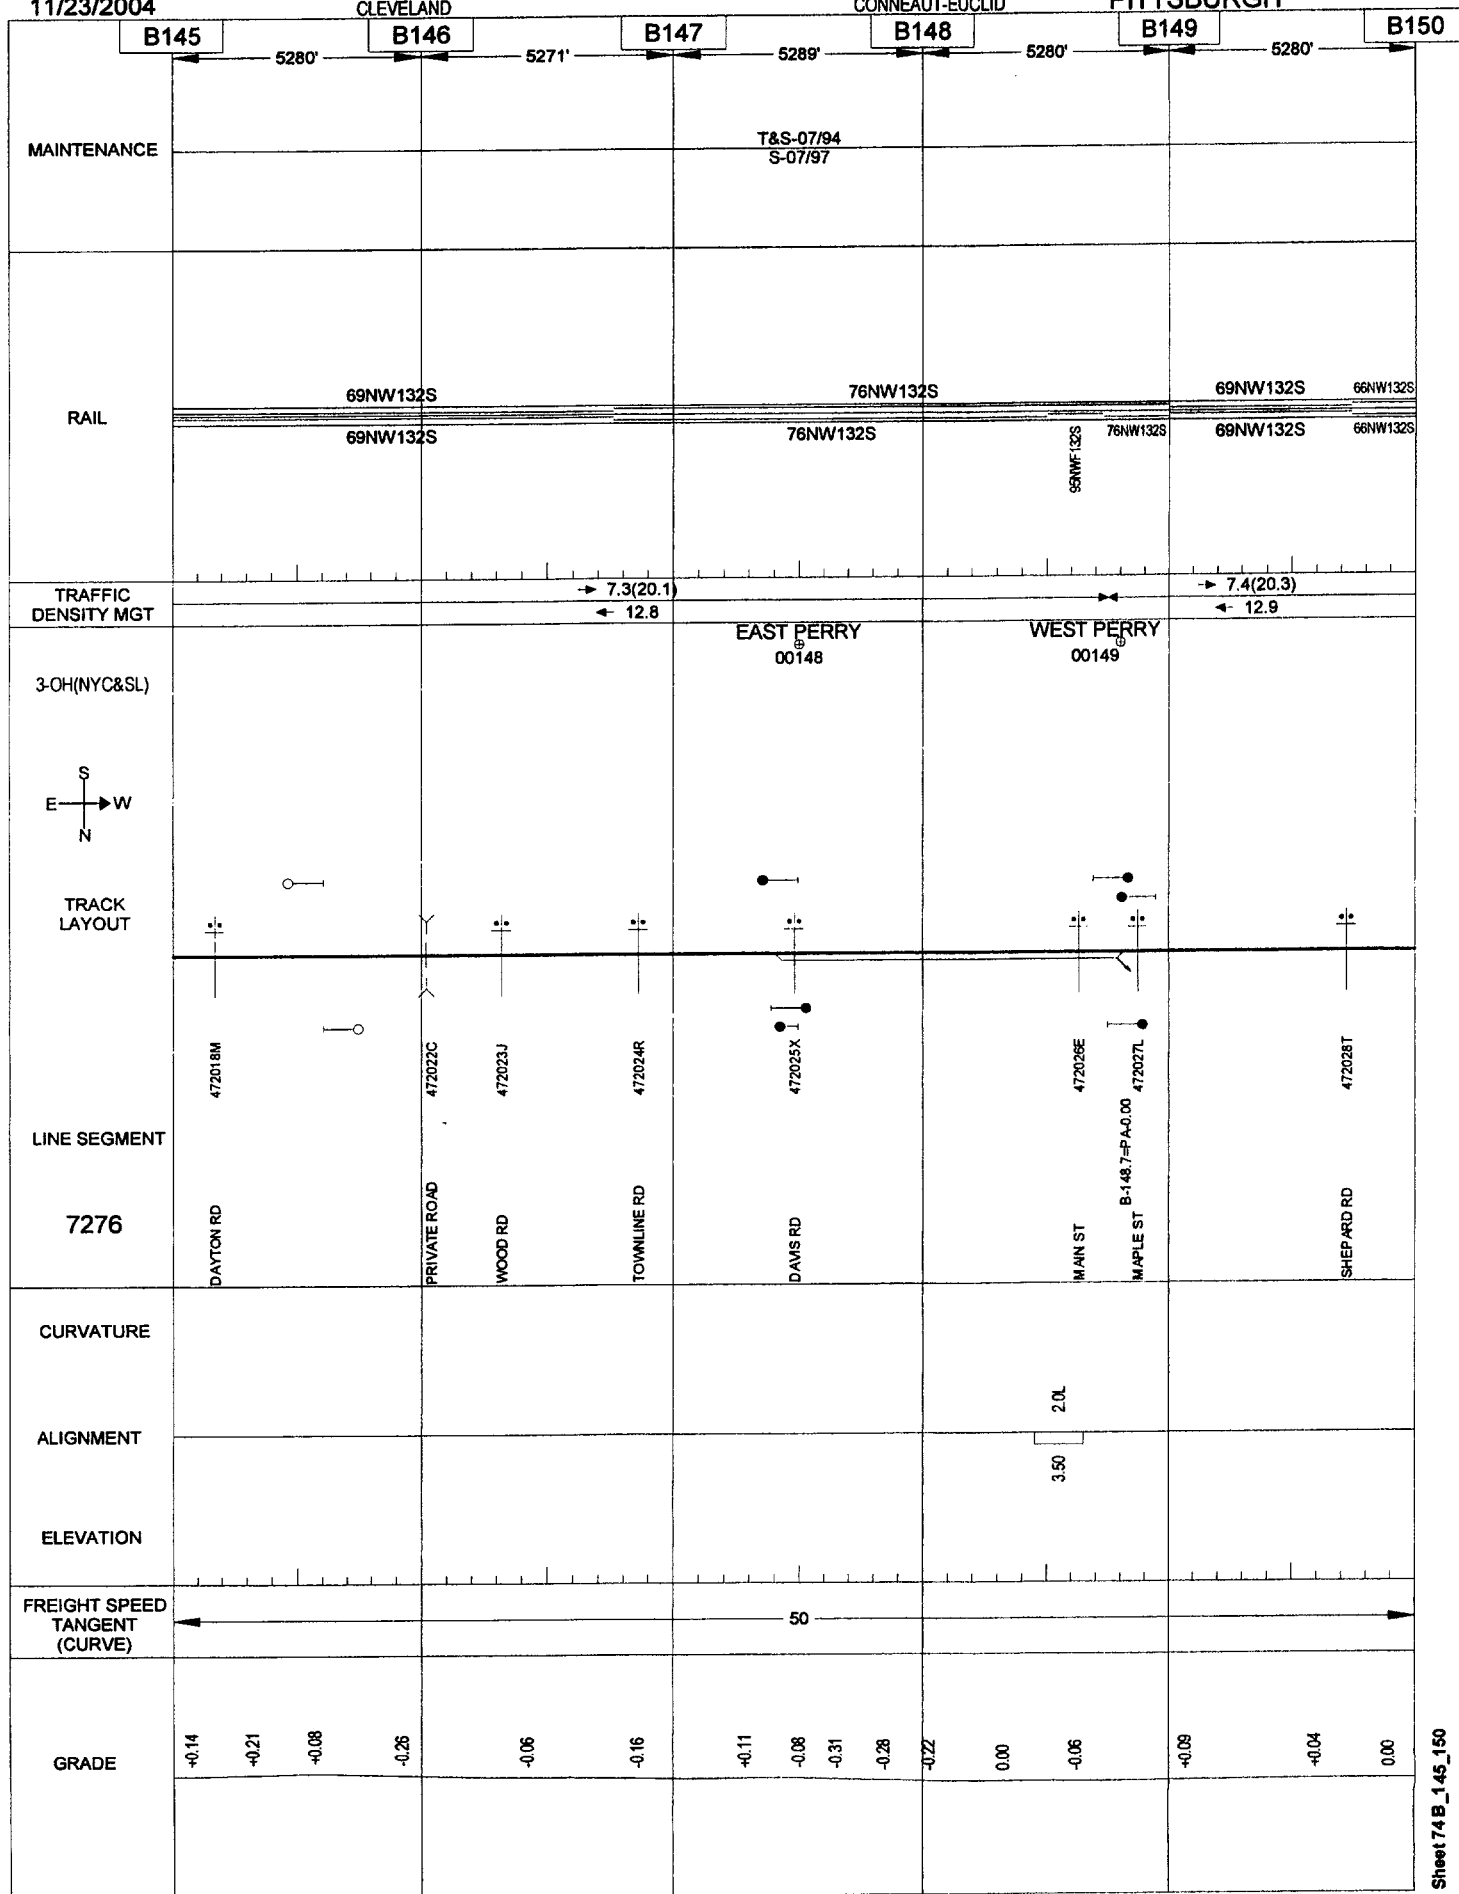 11/23/2004 CLEVELAND CONNEAUT-EUCLID PITTSBURGH
B145 B146 B147 B148 B149 B150
5280' 5271' 5289' 5280' 5280'
MAINTENANCE
T&S-07/94
S-07/97
RAIL
69NW132S 76NW132S 69NW132S 66NW132S
69NW132S 76NW132S 95NWF132S 76NW132S 69NW132S 66NW132S
TRAFFIC
DENSITY MGT
7.3(20.1) 7.4(20.3)
12.8 12.9
EAST PERRY WEST PERRY
00148 00149
3-OH(NYC&SL)
S
E W
N
TRACK
LAYOUT
472018M 472022C 472023J 472024R 472025X 472026E 472027L 472028T
LINE SEGMENT
7276
B-148.7=PA-0.00
DAYTON RD PRIVATE ROAD WOOD RD TOWNLINE RD DAVIS RD MAIN ST MAPLE ST SHEPARD RD
CURVATURE
2.0L
ALIGNMENT
3.50
ELEVATION
FREIGHT SPEED
TANGENT
(CURVE)
50
GRADE
+0.14 +0.21 +0.08 -0.26 -0.06 -0.16 +0.11 -0.08 -0.31 -0.28 -0.22 0.00 -0.06 +0.09 +0.04 0.00
Sheet 74 B_145_150